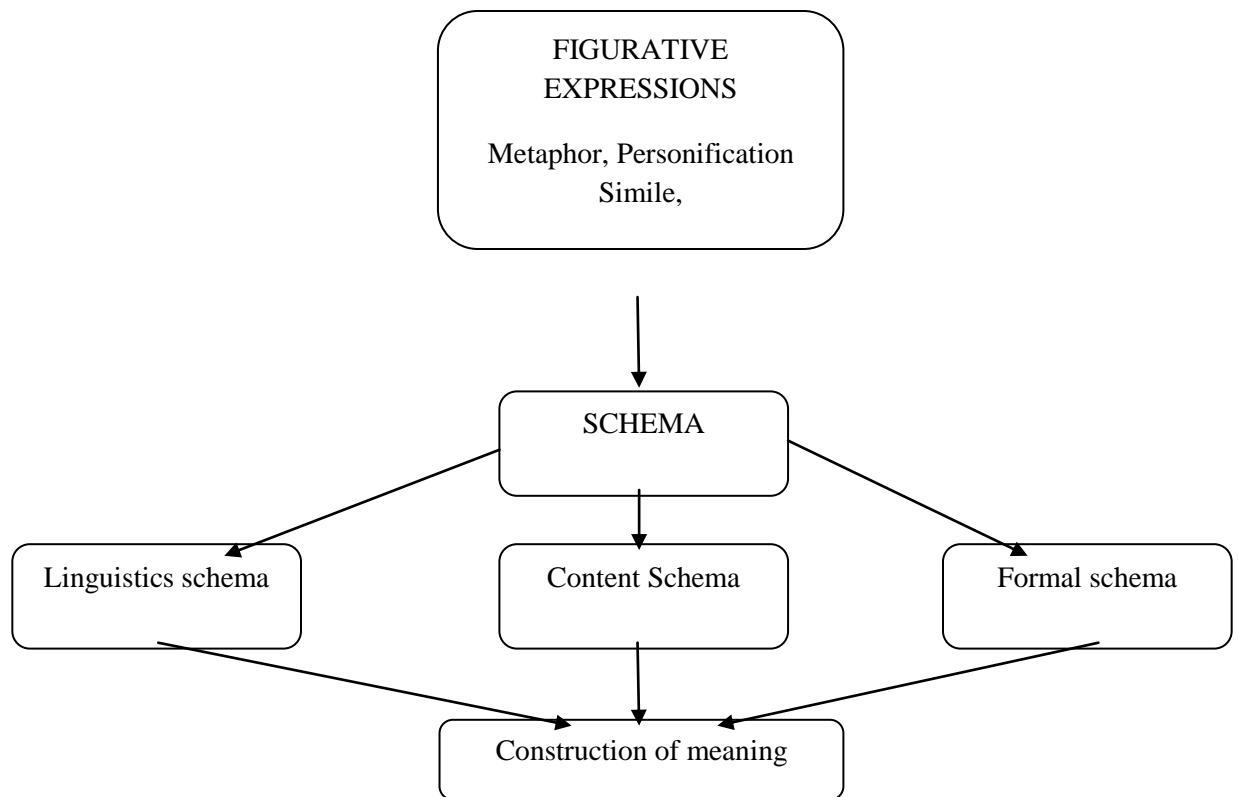 FIGURATIVE
EXPRESSIONS
Metaphor, Personification
Simile,
SCHEMA
Linguistics schema
Content Schema
Formal schema
Construction of meaning